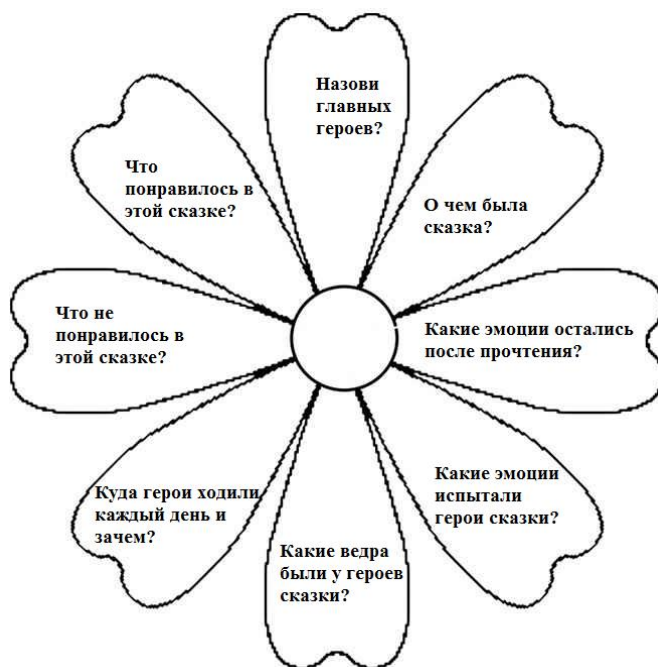 Назови
главных
героев?
О чем была
сказка?
Какие эмоции остались
после прочтения?
Какие эмоции
испытали
герои сказки?
Какие ведра
были у героев
сказки?
Куда герои ходили
каждый день и
зачем?
Что не
понравилось в
этой сказке?
Что
понравилось в
этой сказке?